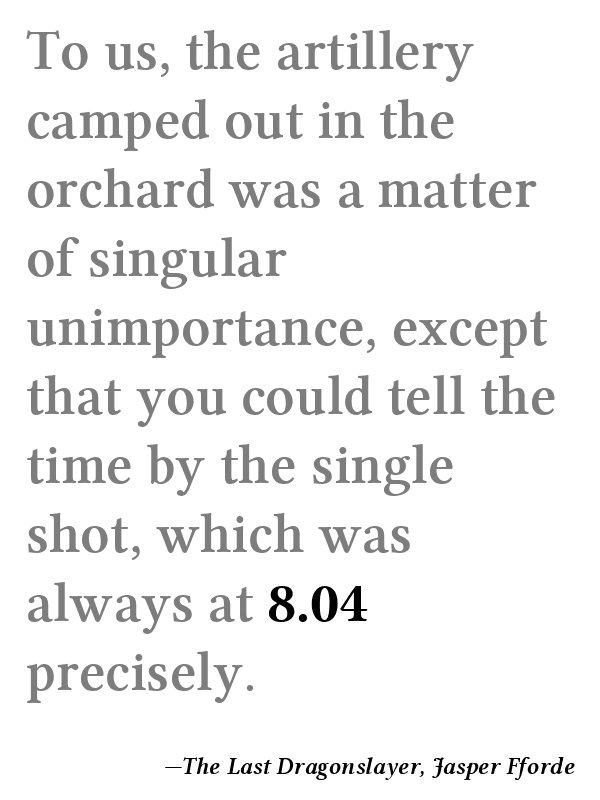 To us, the artillery
camped out in the
orchard was a matter
of singular
unimportance, except
that you could tell the
time by the single
shot, which was
always at 8.04
precisely.
—The Last Dragonslayer, Jasper Fforde